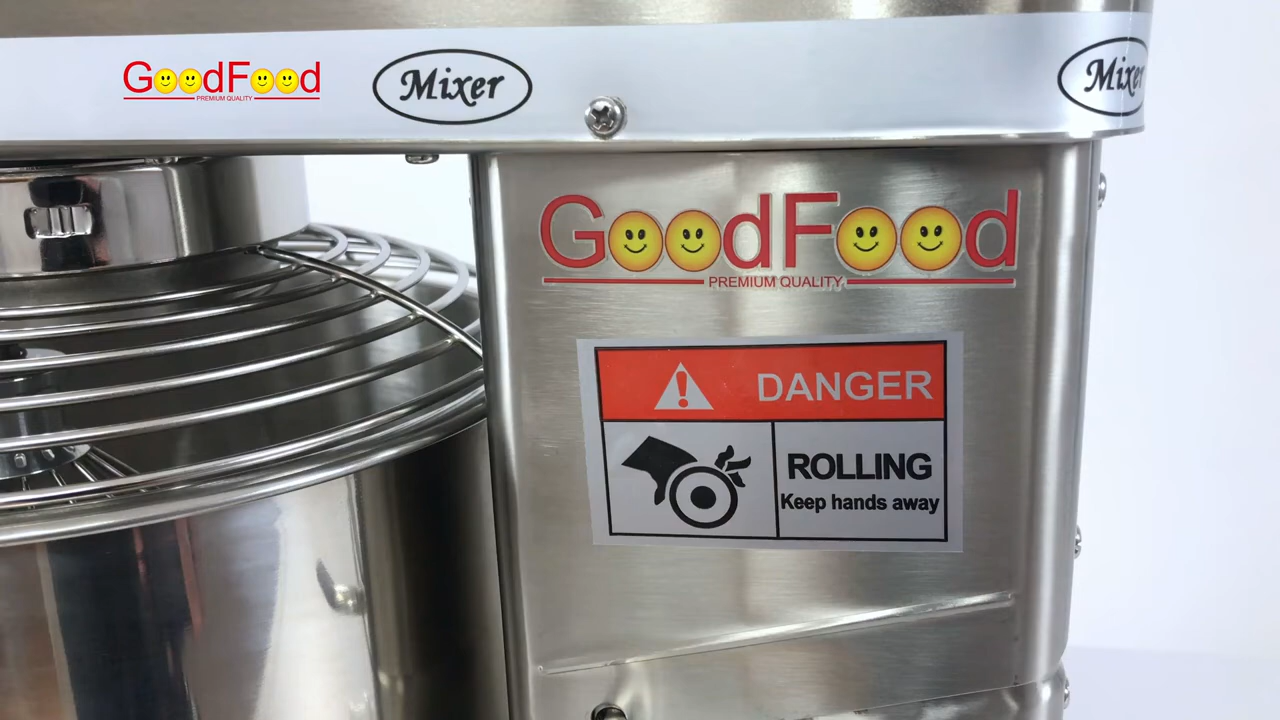 GoodFood
PREMIUM QUALITY
Mixer
Mixer
GoodFood
PREMIUM QUALITY
DANGER
ROLLING
Keep hands away